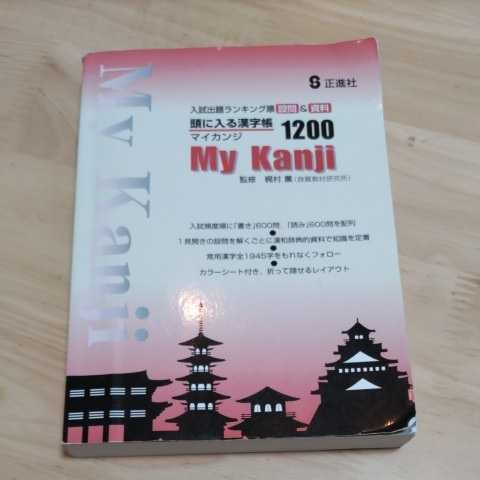 My Kanji
S 正進社
入試出題ランキング順 設問 & 資料
頭に入る漢字帳
マイカンジ
1200
My Kanji
監修 梶村 薫(良質教材研究所)
入試頻度順に「書き」600問、「読み」600問を配列
1見開きの設問を解くごとに漢和辞典的資料で知識を定着
常用漢字全1945字をもれなくフォロー
カラーシート付き、折って隠せるレイアウト